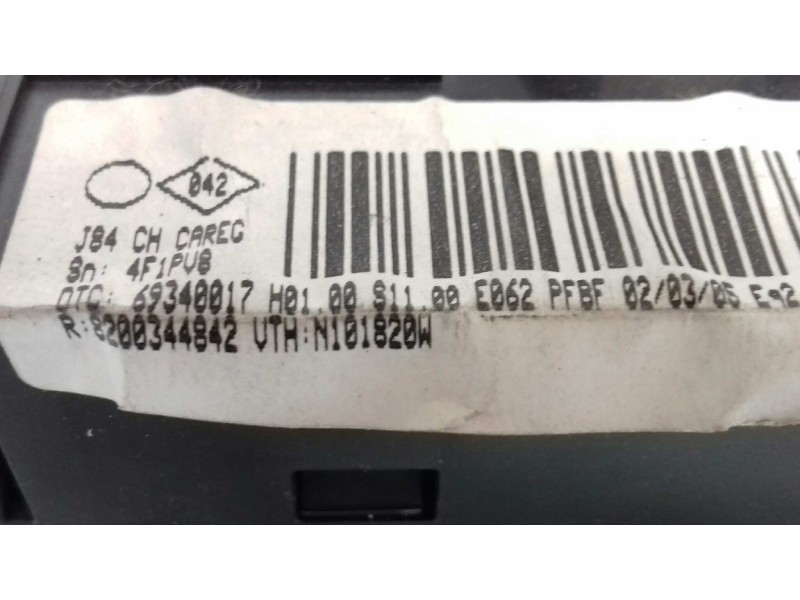 042
J84 CH CAREG
Sn: 4F1PV8
OTC: 69340017 H01.00 S11.00 E062 PFBF 02/03/05 Eq2
R:8200344842 VTH:N101820W